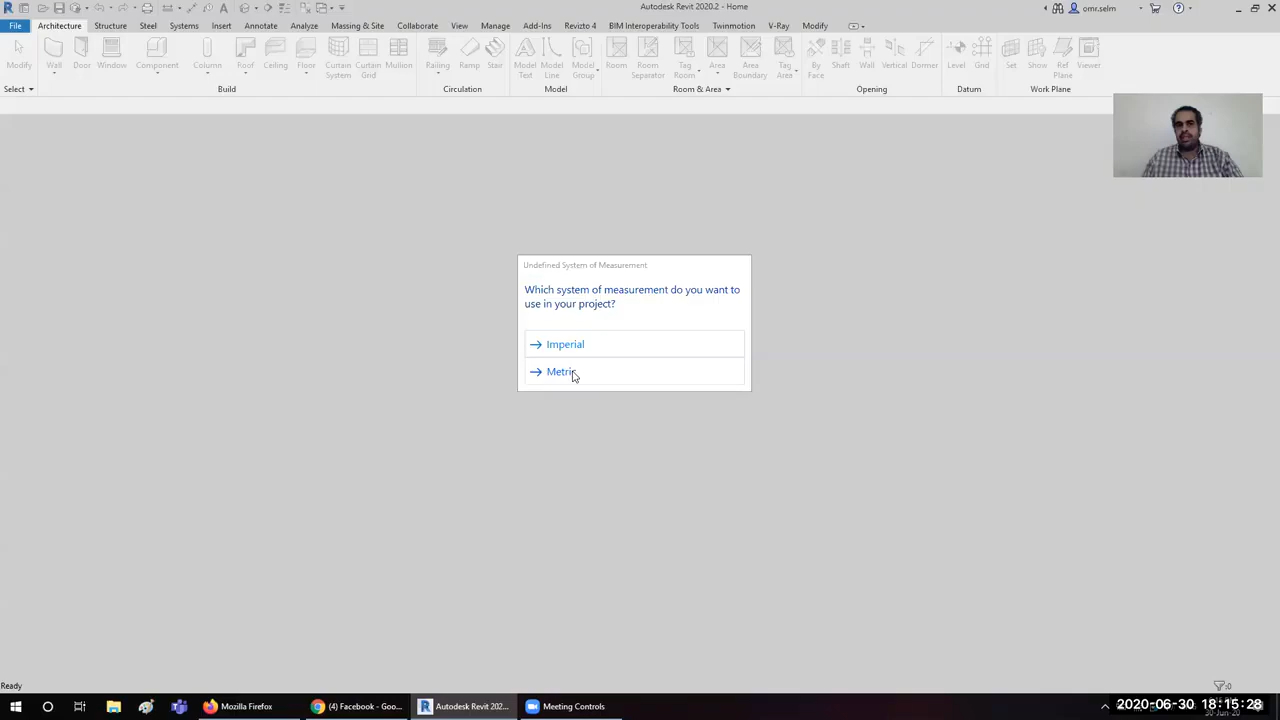 Autodesk Revit 2020.2 - Home
omr.selm
File
Architecture
Structure
Steel
Systems
Insert
Annotate
Analyze
Massing & Site
Collaborate
View
Manage
Add-Ins
Revizto 4
BIM Interoperability Tools
Twinmotion
V-Ray
Modify
Modify
Wall
Door
Window
Component
Column
Roof
Ceiling
Floor
Curtain System
Curtain Grid
Mullion
Railing
Ramp
Stair
Model Text
Model Line
Model Group
Room
Room Separator
Tag Room
Area
Area Boundary
Tag Area
By Face
Shaft
Wall
Vertical
Dormer
Level
Grid
Set
Show
Ref Plane
Viewer
Select
Build
Circulation
Model
Room & Area
Opening
Datum
Work Plane
Undefined System of Measurement
Which system of measurement do you want to
use in your project?
Imperial
Metric
Ready
:0
Mozilla Firefox
(4) Facebook - Goo...
Autodesk Revit 202...
Meeting Controls
2020-06-30 18:15:28